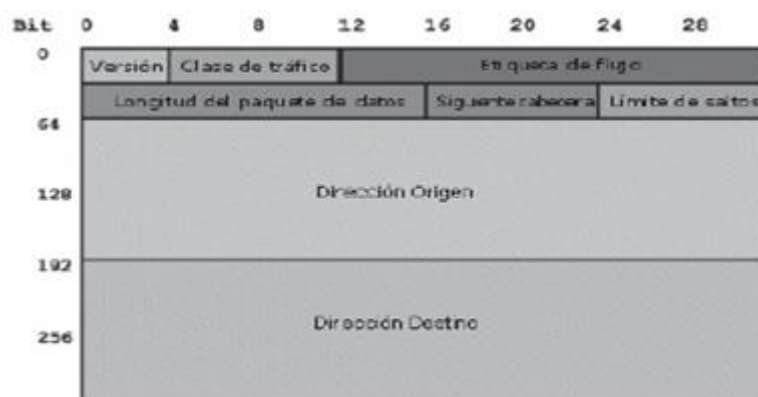 Bit 0 4 8 12 16 20 24 28
0
Versión Clase de tráfico Etiqueta de flujo
Longitud del paquete de datos Siguiente cabecera Límite de saltos
64
128 Dirección Origen
192
Dirección Destino
256